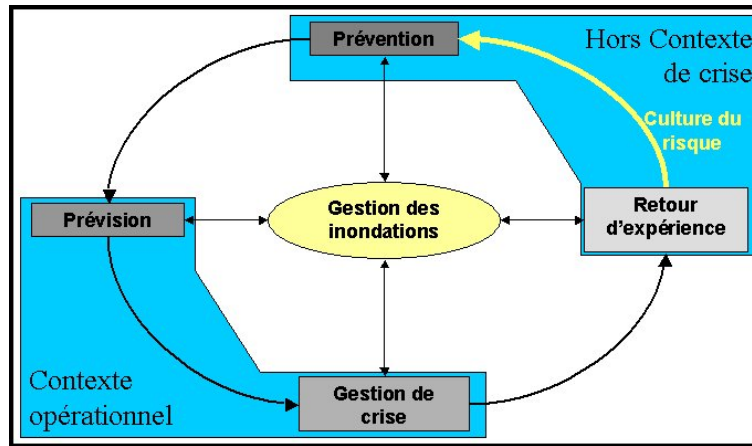 Prévention
Hors Contexte
de crise
Culture du
risque
Prévision
Gestion des
inondations
Retour
d'expérience
Contexte
opérationnel
Gestion de
crise